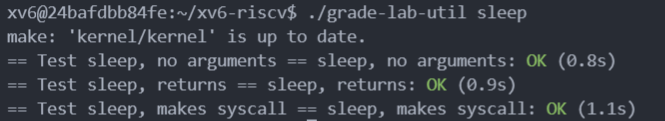 xv6@24bafdbb84fe:~/xv6-riscv$ ./grade-lab-util sleep
make: 'kernel/kernel' is up to date.
== Test sleep, no arguments == sleep, no arguments: OK (0.8s)
== Test sleep, returns == sleep, returns: OK (0.9s)
== Test sleep, makes syscall == sleep, makes syscall: OK (1.1s)